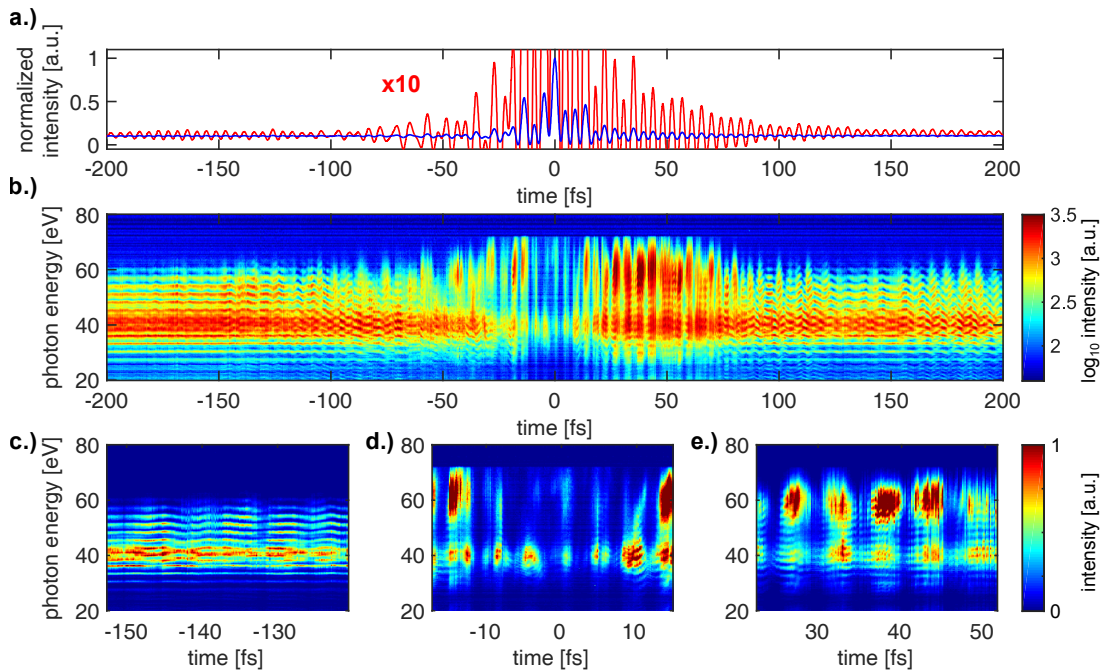 a.)
normalized
intensity [a.u.]
1
0.5
0
x10
-200 -150 -100 -50 0 50 100 150 200
time [fs]
b.)
photon energy [eV]
80
60
40
20
-200 -150 -100 -50 0 50 100 150 200
time [fs]
3.5
3
2.5
2
log10 intensity [a.u.]
c.)
photon energy [eV]
80
60
40
20
-150 -140 -130
time [fs]
d.)
80
60
40
20
-10 0 10
time [fs]
e.)
80
60
40
20
30 40 50
time [fs]
1
0
intensity [a.u.]